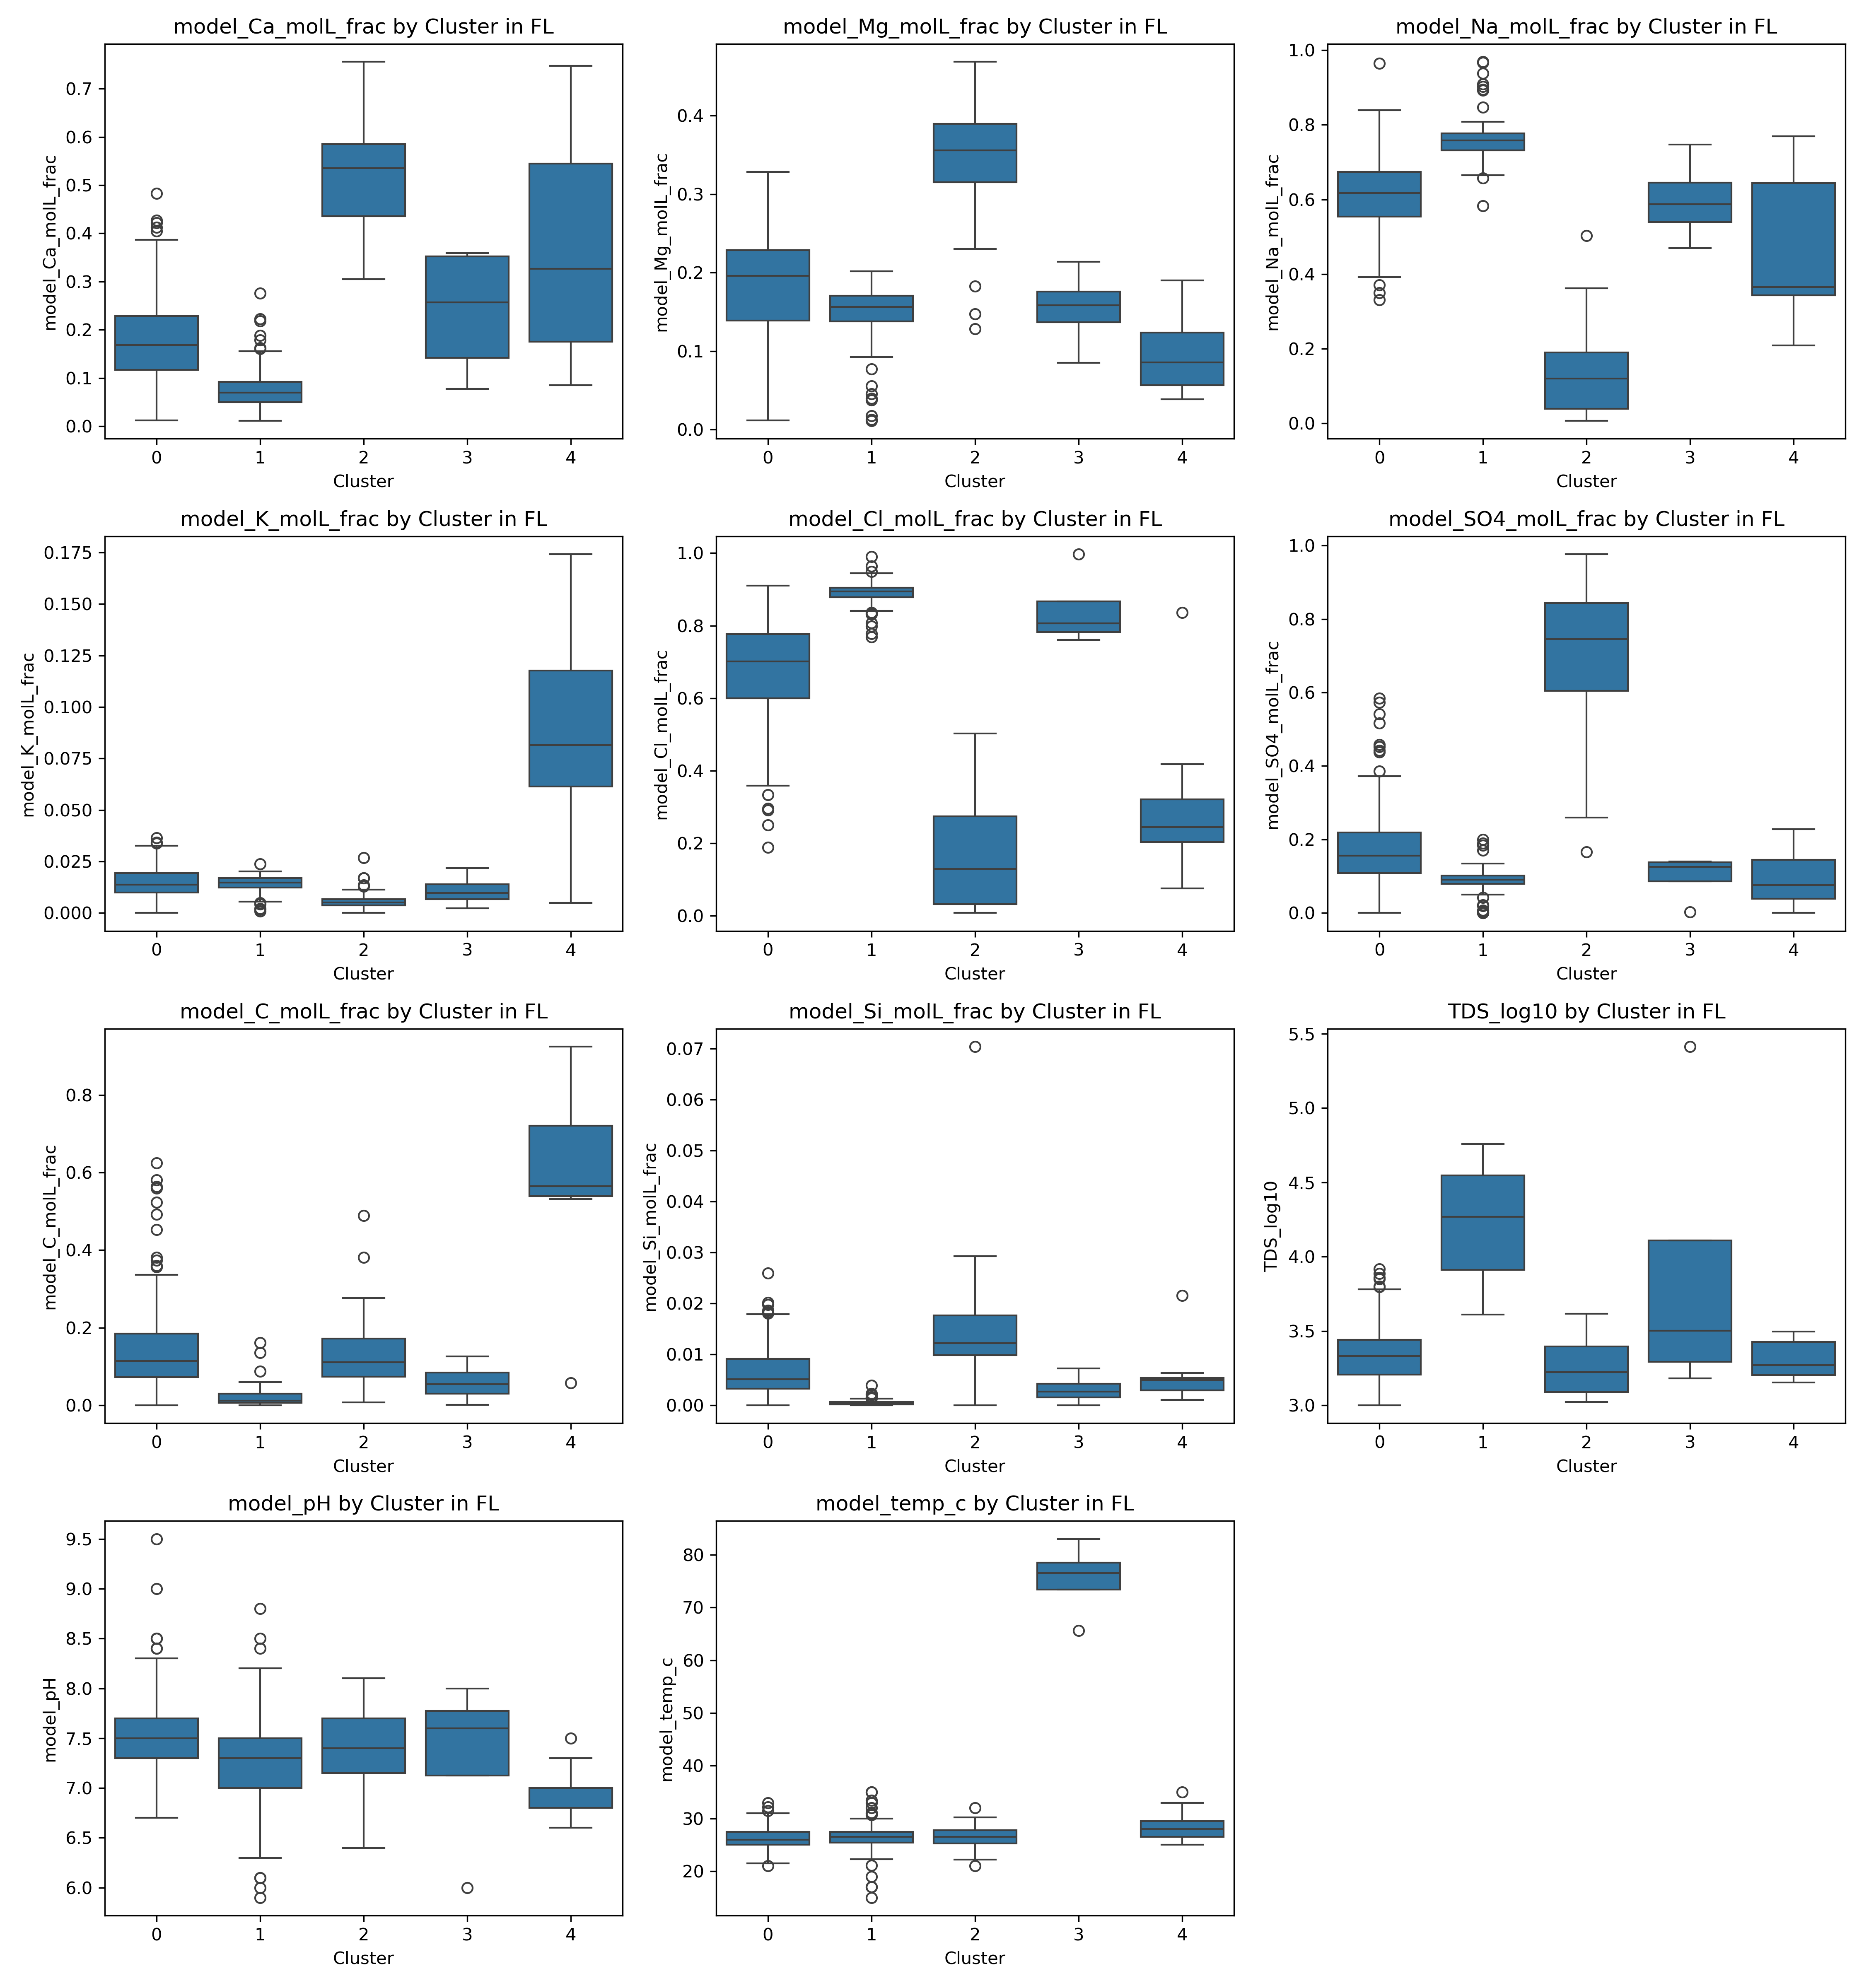 model_Ca_molL_frac by Cluster in FL
model_Ca_molL_frac
0.7
0.6
0.5
0.4
0.3
0.2
0.1
0.0
0 1 2 3 4
Cluster
model_Mg_molL_frac by Cluster in FL
model_Mg_molL_frac
0.4
0.3
0.2
0.1
0.0
0 1 2 3 4
Cluster
model_Na_molL_frac by Cluster in FL
model_Na_molL_frac
1.0
0.8
0.6
0.4
0.2
0.0
0 1 2 3 4
Cluster
model_K_molL_frac by Cluster in FL
model_K_molL_frac
0.175
0.150
0.125
0.100
0.075
0.050
0.025
0.000
0 1 2 3 4
Cluster
model_Cl_molL_frac by Cluster in FL
model_Cl_molL_frac
1.0
0.8
0.6
0.4
0.2
0.0
0 1 2 3 4
Cluster
model_SO4_molL_frac by Cluster in FL
model_SO4_molL_frac
1.0
0.8
0.6
0.4
0.2
0.0
0 1 2 3 4
Cluster
model_C_molL_frac by Cluster in FL
model_C_molL_frac
0.8
0.6
0.4
0.2
0.0
0 1 2 3 4
Cluster
model_Si_molL_frac by Cluster in FL
model_Si_molL_frac
0.07
0.06
0.05
0.04
0.03
0.02
0.01
0.00
0 1 2 3 4
Cluster
TDS_log10 by Cluster in FL
TDS_log10
5.5
5.0
4.5
4.0
3.5
3.0
0 1 2 3 4
Cluster
model_pH by Cluster in FL
model_pH
9.5
9.0
8.5
8.0
7.5
7.0
6.5
6.0
0 1 2 3 4
Cluster
model_temp_c by Cluster in FL
model_temp_c
80
70
60
50
40
30
20
0 1 2 3 4
Cluster